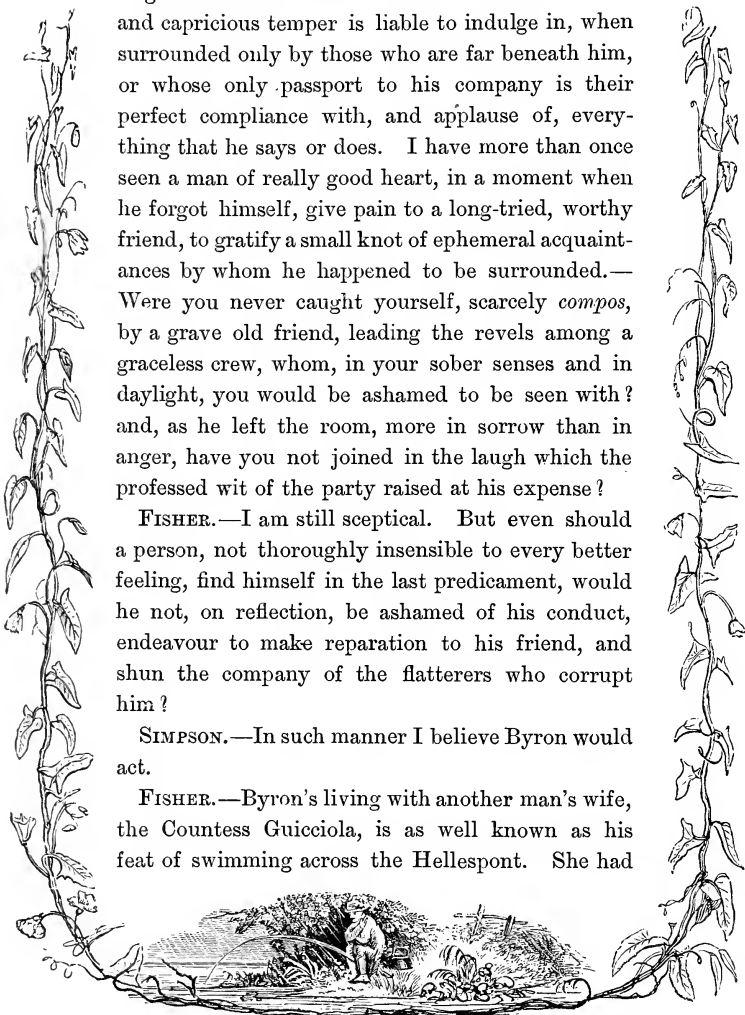 and capricious temper is liable to indulge in, when
surrounded only by those who are far beneath him,
or whose only passport to his company is their
perfect compliance with, and applause of, every-
thing that he says or does. I have more than once
seen a man of really good heart, in a moment when
he forgot himself, give pain to a long-tried, worthy
friend, to gratify a small knot of ephemeral acquaint-
ances by whom he happened to be surrounded.—
Were you never caught yourself, scarcely compos,
by a grave old friend, leading the revels among a
graceless crew, whom, in your sober senses and in
daylight, you would be ashamed to be seen with?
and, as he left the room, more in sorrow than in
anger, have you not joined in the laugh which the
professed wit of the party raised at his expense?
FISHER.—I am still sceptical. But even should
a person, not thoroughly insensible to every better
feeling, find himself in the last predicament, would
he not, on reflection, be ashamed of his conduct,
endeavour to make reparation to his friend, and
shun the company of the flatterers who corrupt
him?
SIMPSON.—In such manner I believe Byron would
act.
FISHER.—Byron's living with another man's wife,
the Countess Guicciola, is as well known as his
feat of swimming across the Hellespont. She had